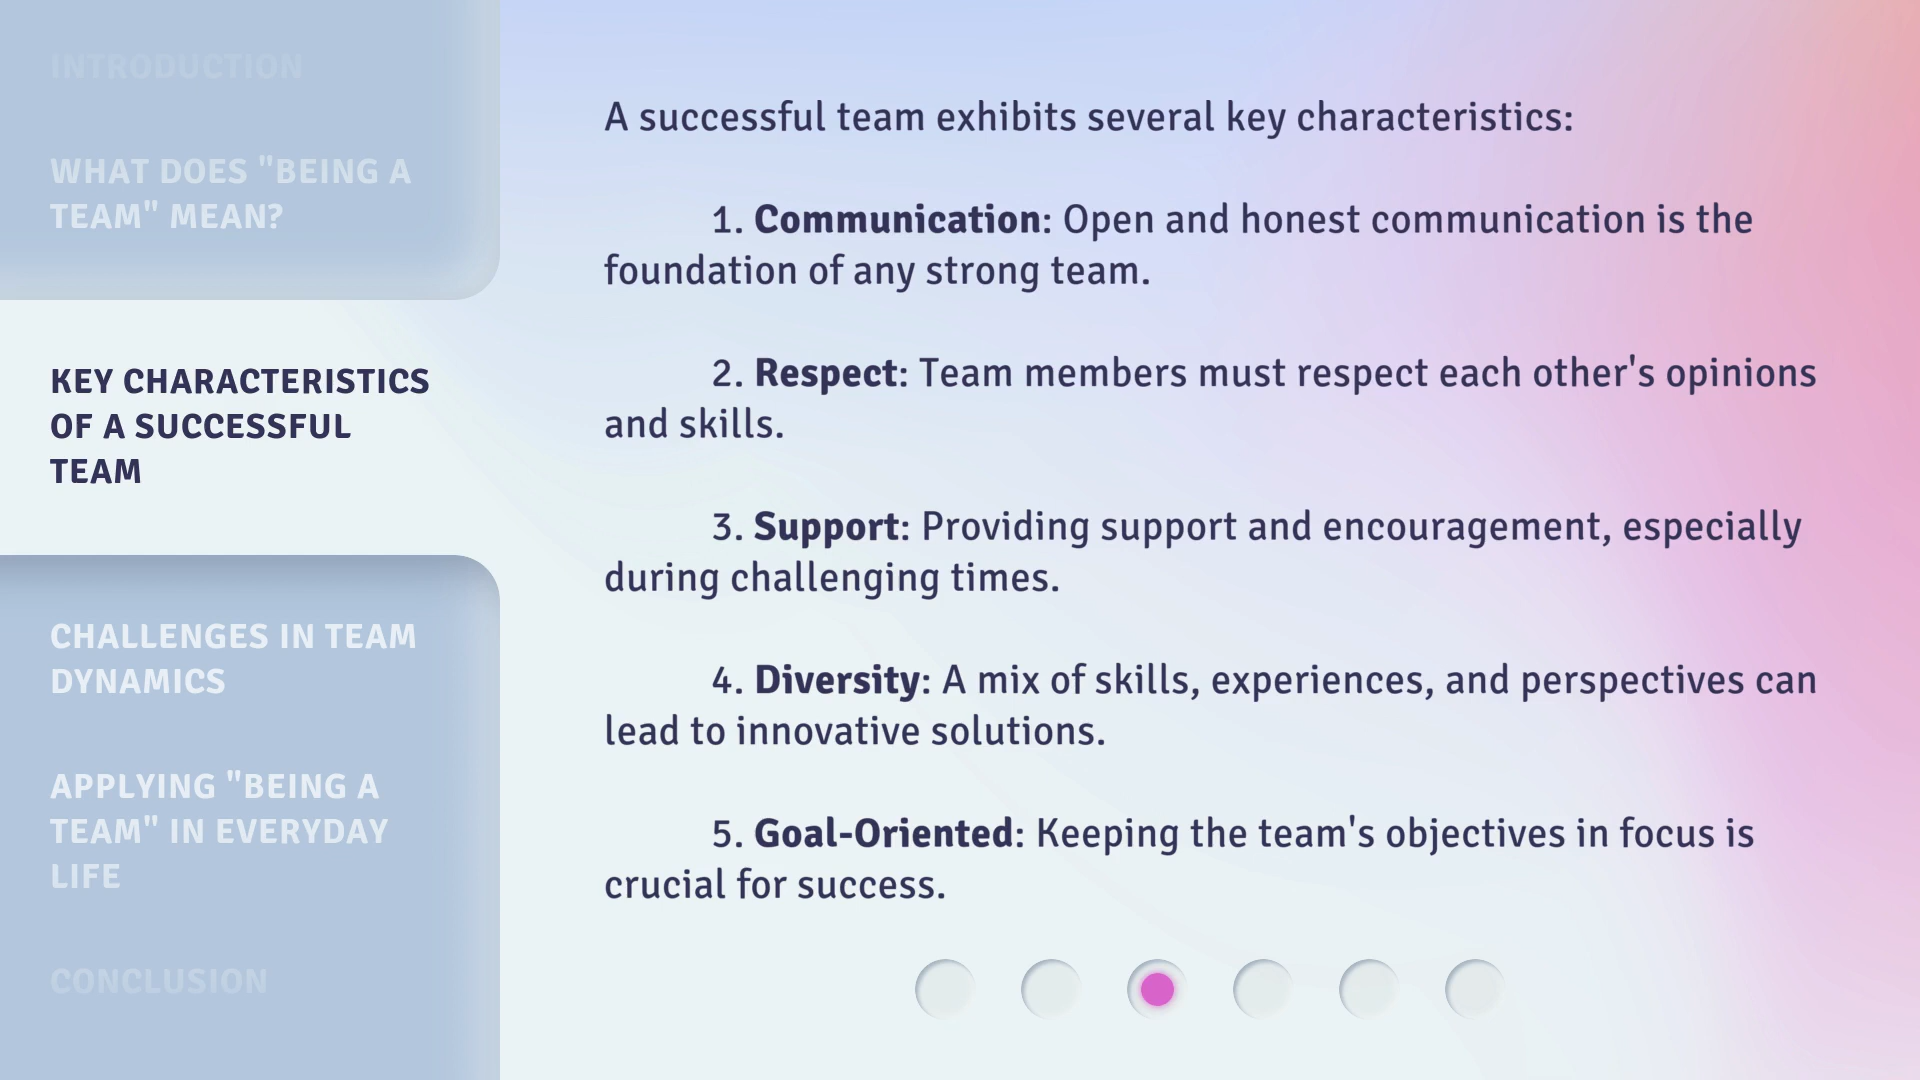 INTRODUCTION
WHAT DOES "BEING A
TEAM" MEAN?
KEY CHARACTERISTICS
OF A SUCCESSFUL
TEAM
CHALLENGES IN TEAM
DYNAMICS
APPLYING "BEING A
TEAM" IN EVERYDAY
LIFE
CONCLUSION
A successful team exhibits several key characteristics:
1. Communication: Open and honest communication is the
foundation of any strong team.
2. Respect: Team members must respect each other's opinions
and skills.
3. Support: Providing support and encouragement, especially
during challenging times.
4. Diversity: A mix of skills, experiences, and perspectives can
lead to innovative solutions.
5. Goal-Oriented: Keeping the team's objectives in focus is
crucial for success.